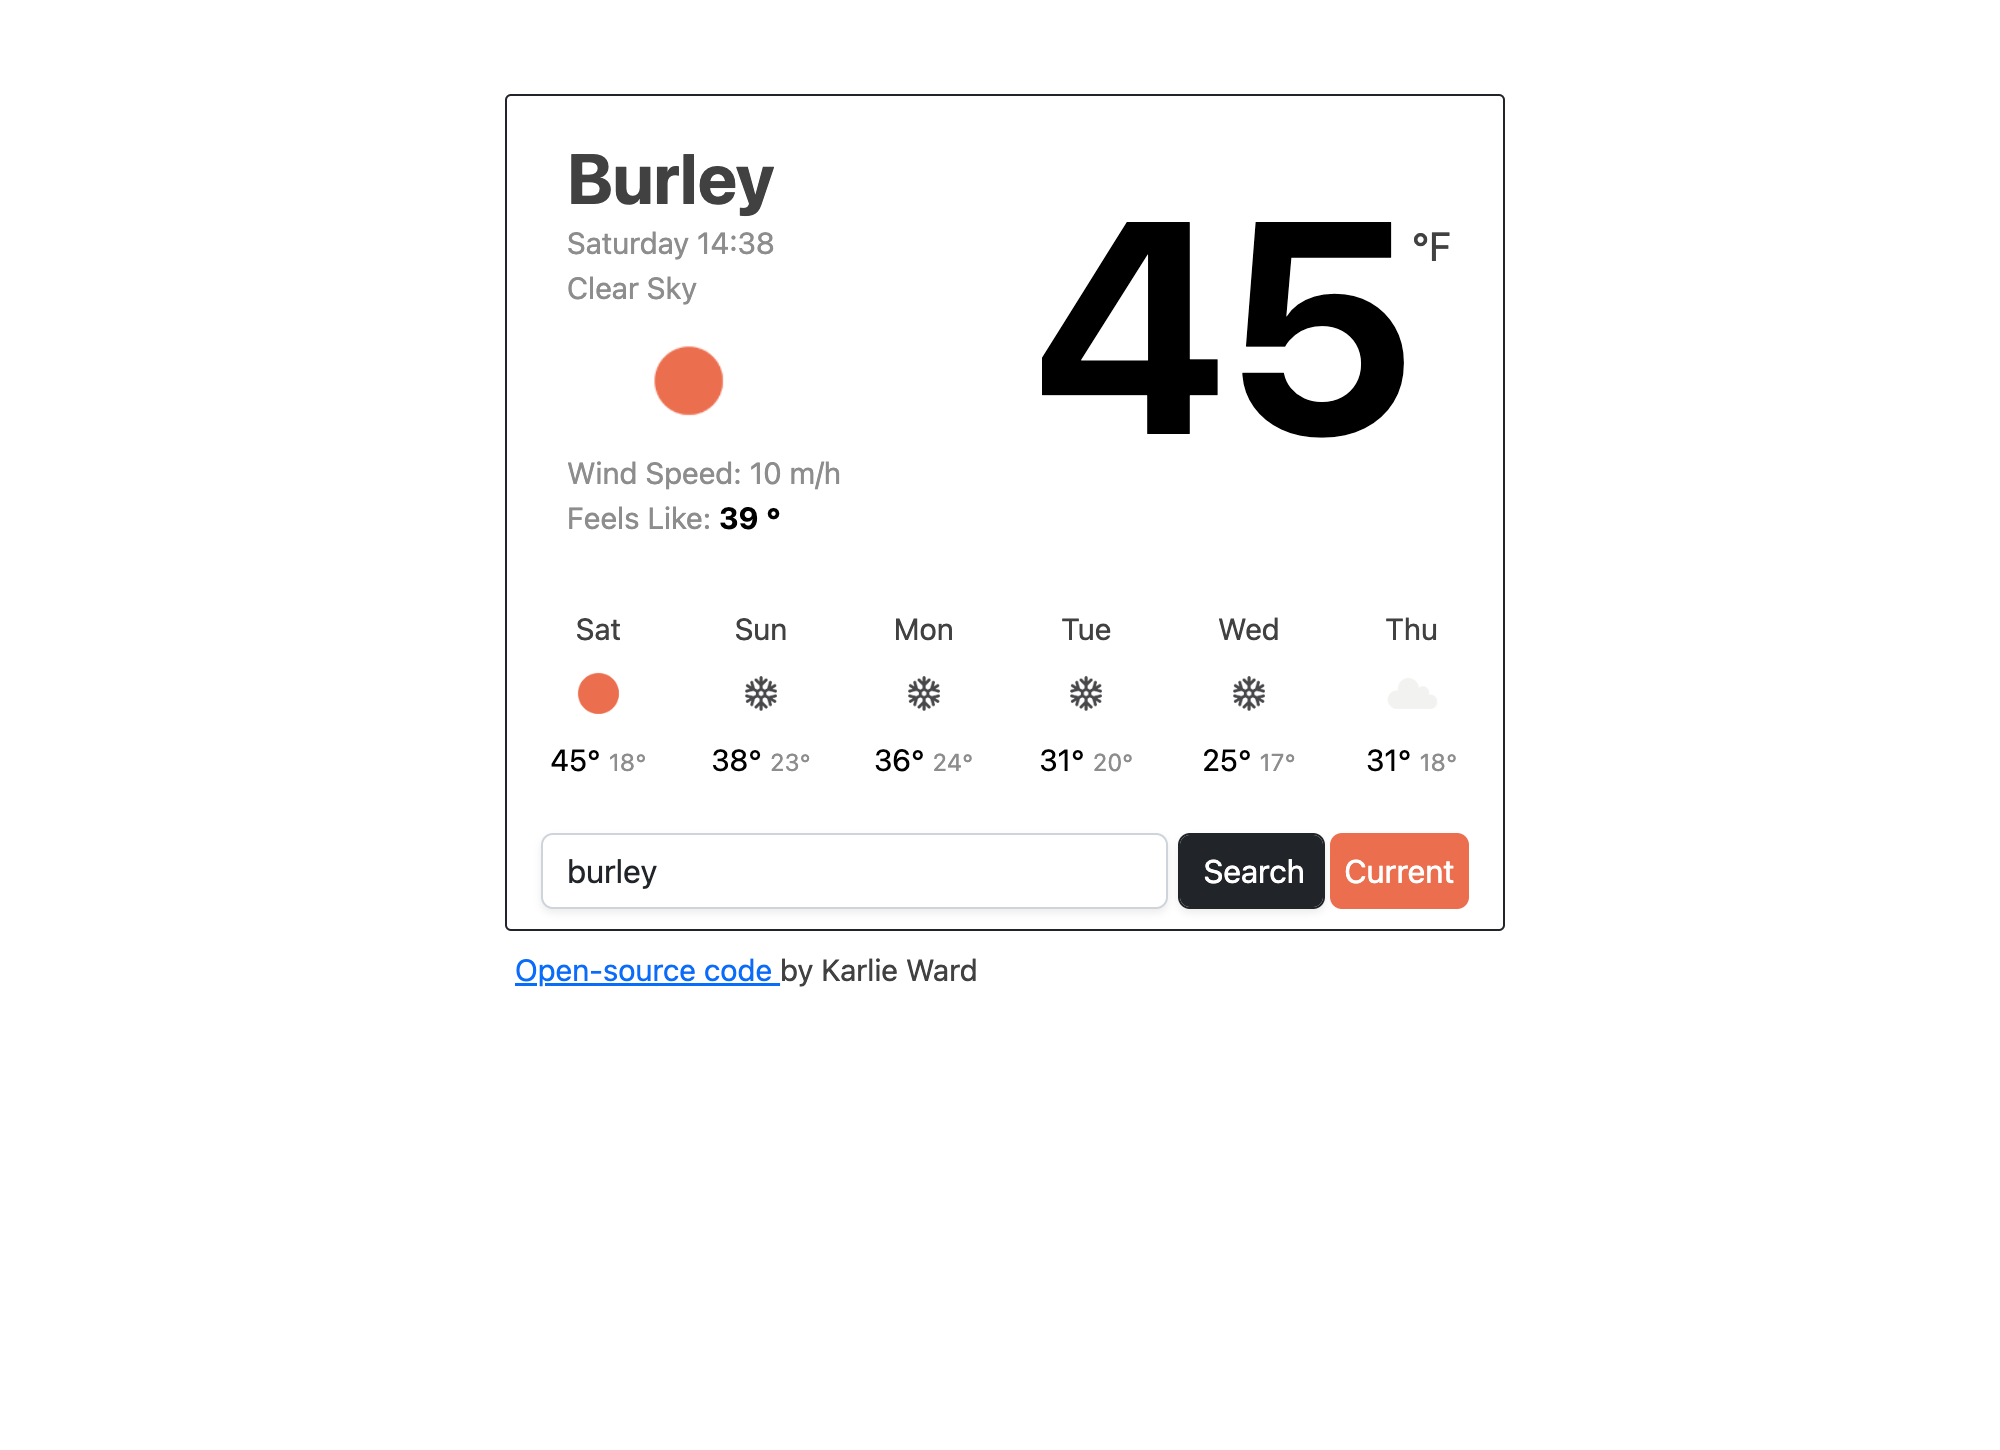 Burley
Saturday 14:38
Clear Sky
45 °F
Wind Speed: 10 m/h
Feels Like: 39 °
Sat Sun Mon Tue Wed Thu
45° 18° 38° 23° 36° 24° 31° 20° 25° 17° 31° 18°
burley Search Current
Open-source code by Karlie Ward